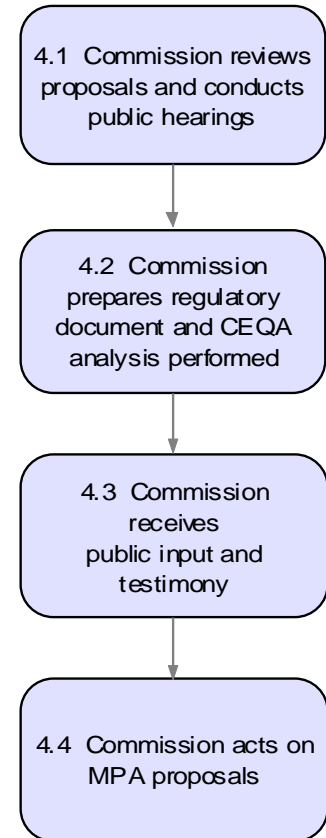 4.1 Commission reviews
proposals and conducts
public hearings
4.2 Commission
prepares regulatory
document and CEQA
analysis performed
4.3 Commission
receives
public input and
testimony
4.4 Commission acts on
MPA proposals